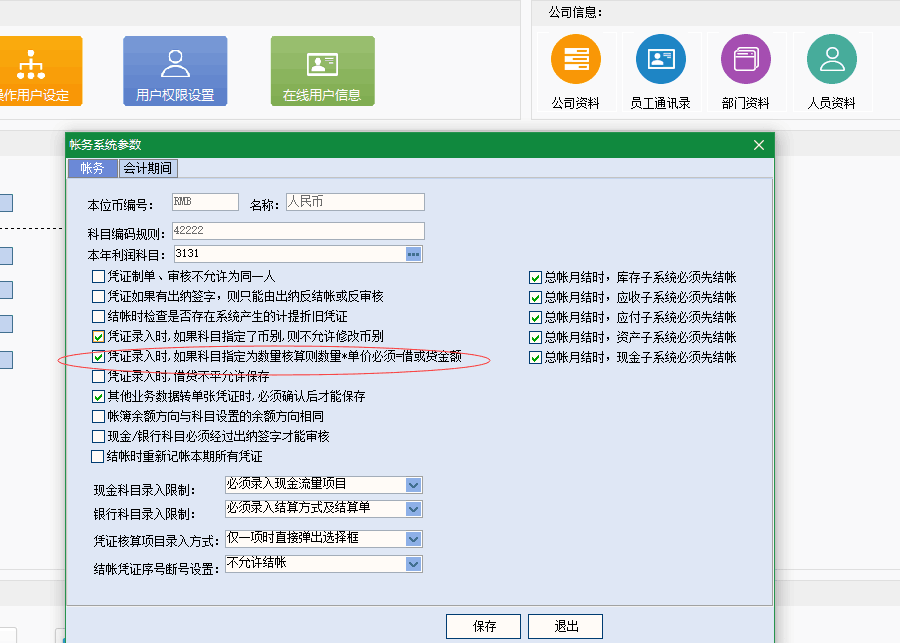 公司信息：
操作用户设定
用户权限设置
在线用户信息
公司资料
员工通讯录
部门资料
人员资料
帐务系统参数
帐务
会计期间
本位币编号：
RMB
名称：
人民币
科目编码规则：
42222
本年利润科目：
3131
凭证制单、审核不允许为同一人
凭证如果有出纳签字，则只能由出纳反结帐或反审核
结帐时检查是否存在系统产生的计提折旧凭证
凭证录入时,如果科目指定了币别,则不允许修改币别
凭证录入时,如果科目指定为数量核算则数量*单价必须=借或贷金额
凭证录入时,借贷不平允许保存
其他业务数据转单张凭证时,必须确认后才能保存
帐簿余额方向与科目设置的余额方向相同
现金/银行科目必须经过出纳签字才能审核
结帐时重新记帐本期所有凭证
总帐月结时，库存子系统必须先结帐
总帐月结时，应收子系统必须先结帐
总帐月结时，应付子系统必须先结帐
总帐月结时，资产子系统必须先结帐
总帐月结时，现金子系统必须先结帐
现金科目录入限制：
必须录入现金流量项目
银行科目录入限制：
必须录入结算方式及结算单
凭证核算项目录入方式：
仅一项时直接弹出选择框
结帐凭证序号断号设置：
不允许结帐
保存
退出